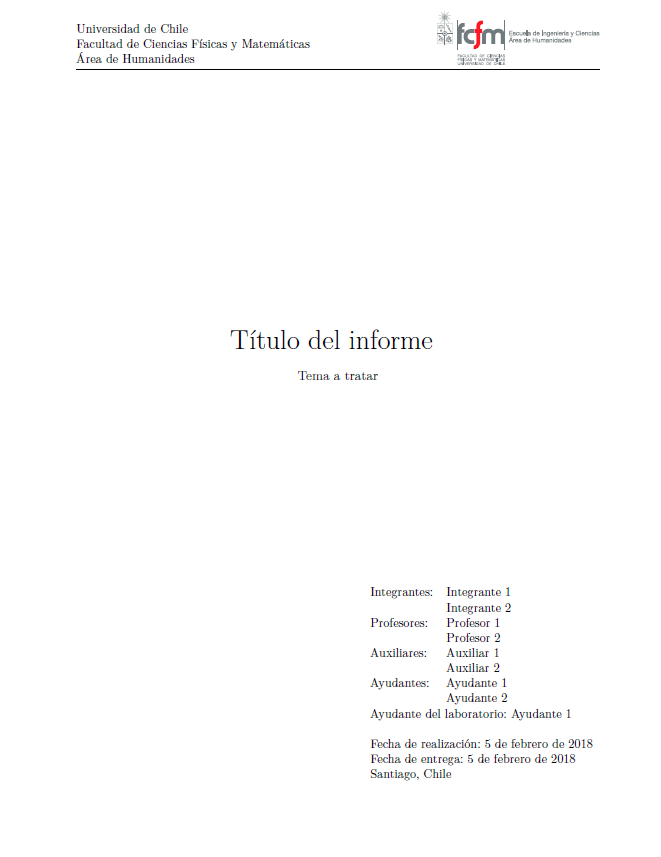 Universidad de Chile
Facultad de Ciencias Físicas y Matemáticas
Área de Humanidades
fcfm
Escuela de Ingeniería y Ciencias
Área de Humanidades
FACULTAD DE CIENCIAS
FÍSICAS Y MATEMÁTICAS
UNIVERSIDAD DE CHILE
Título del informe
Tema a tratar
Integrantes: Integrante 1
Integrante 2
Profesores: Profesor 1
Profesor 2
Auxiliares: Auxiliar 1
Auxiliar 2
Ayudantes: Ayudante 1
Ayudante 2
Ayudante del laboratorio: Ayudante 1
Fecha de realización: 5 de febrero de 2018
Fecha de entrega: 5 de febrero de 2018
Santiago, Chile